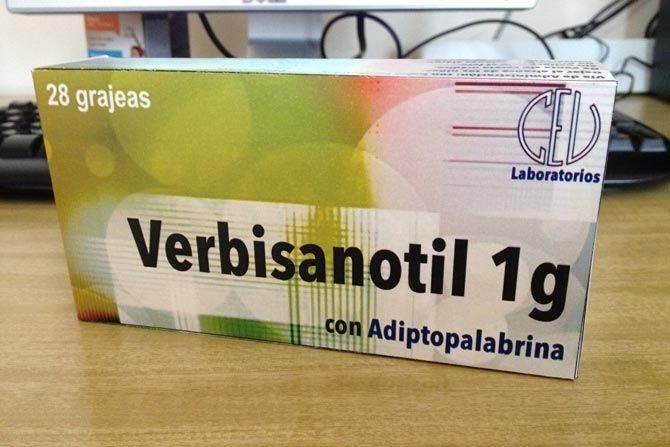 28 grajeas
CEU
Laboratorios
Verbisanotil 1g
con Adiptopalabrina